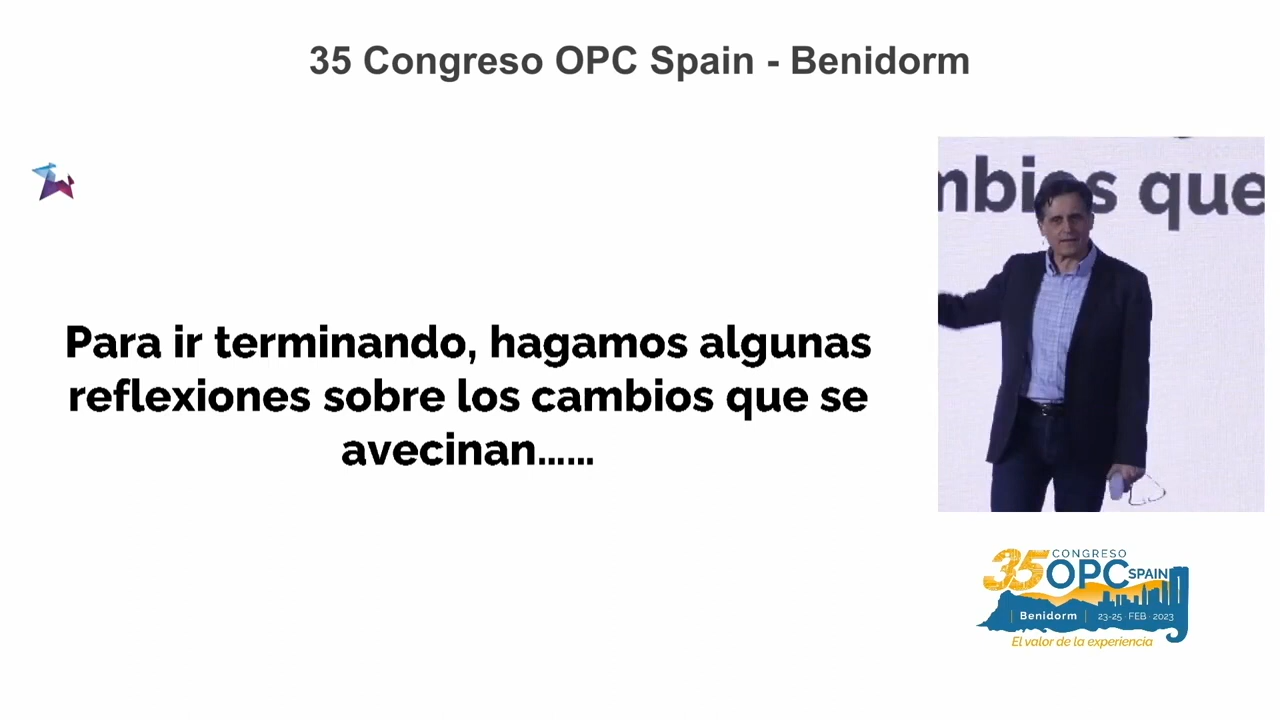 35 Congreso OPC Spain - Benidorm
mbios que
Para ir terminando, hagamos algunas
reflexiones sobre los cambios que se
avecinan......
35 CONGRESO
OPC SPAIN
Benidorm | 23-25 · FEB · 2023
El valor de la experiencia